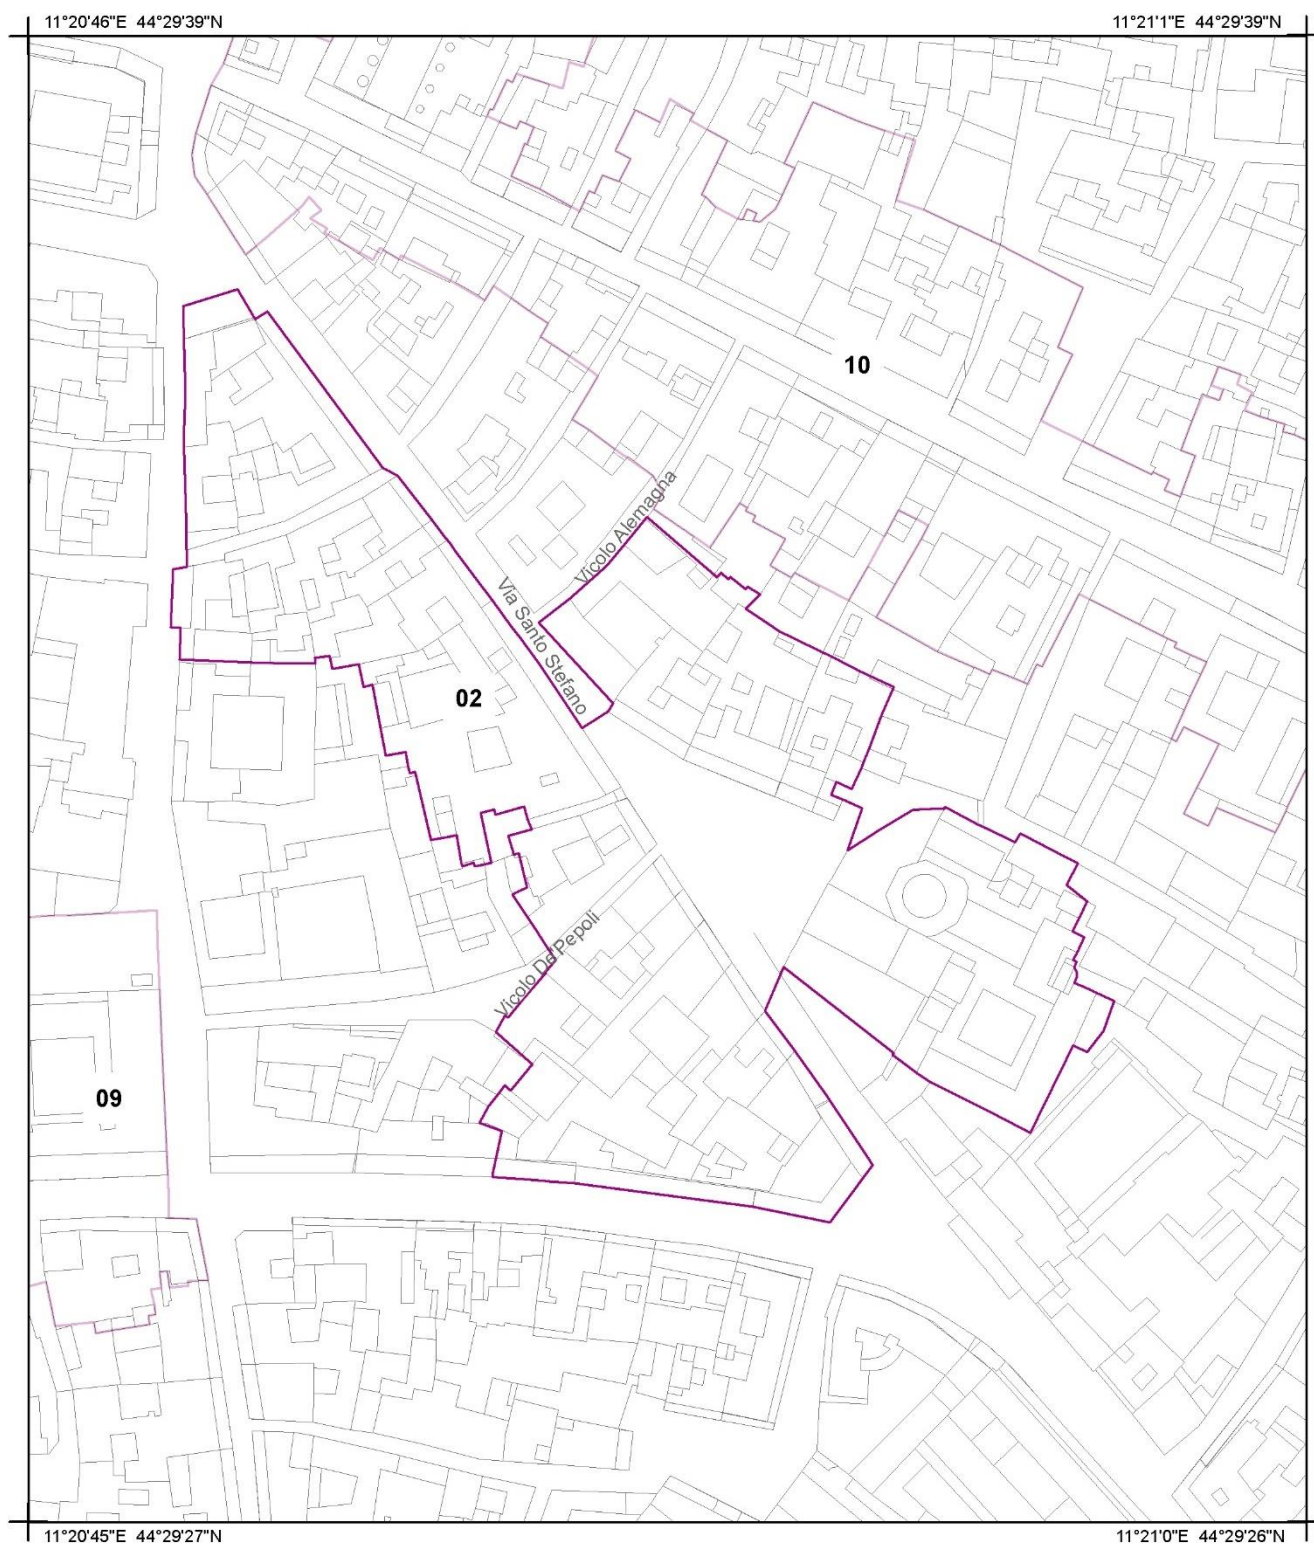 11°20'46"E 44°29'39"N
11°21'1"E 44°29'39"N
10
Vicolo Alemagna
Via Santo Stefano
02
Vicolo De' Pepoli
09
11°20'45"E 44°29'27"N
11°21'0"E 44°29'26"N